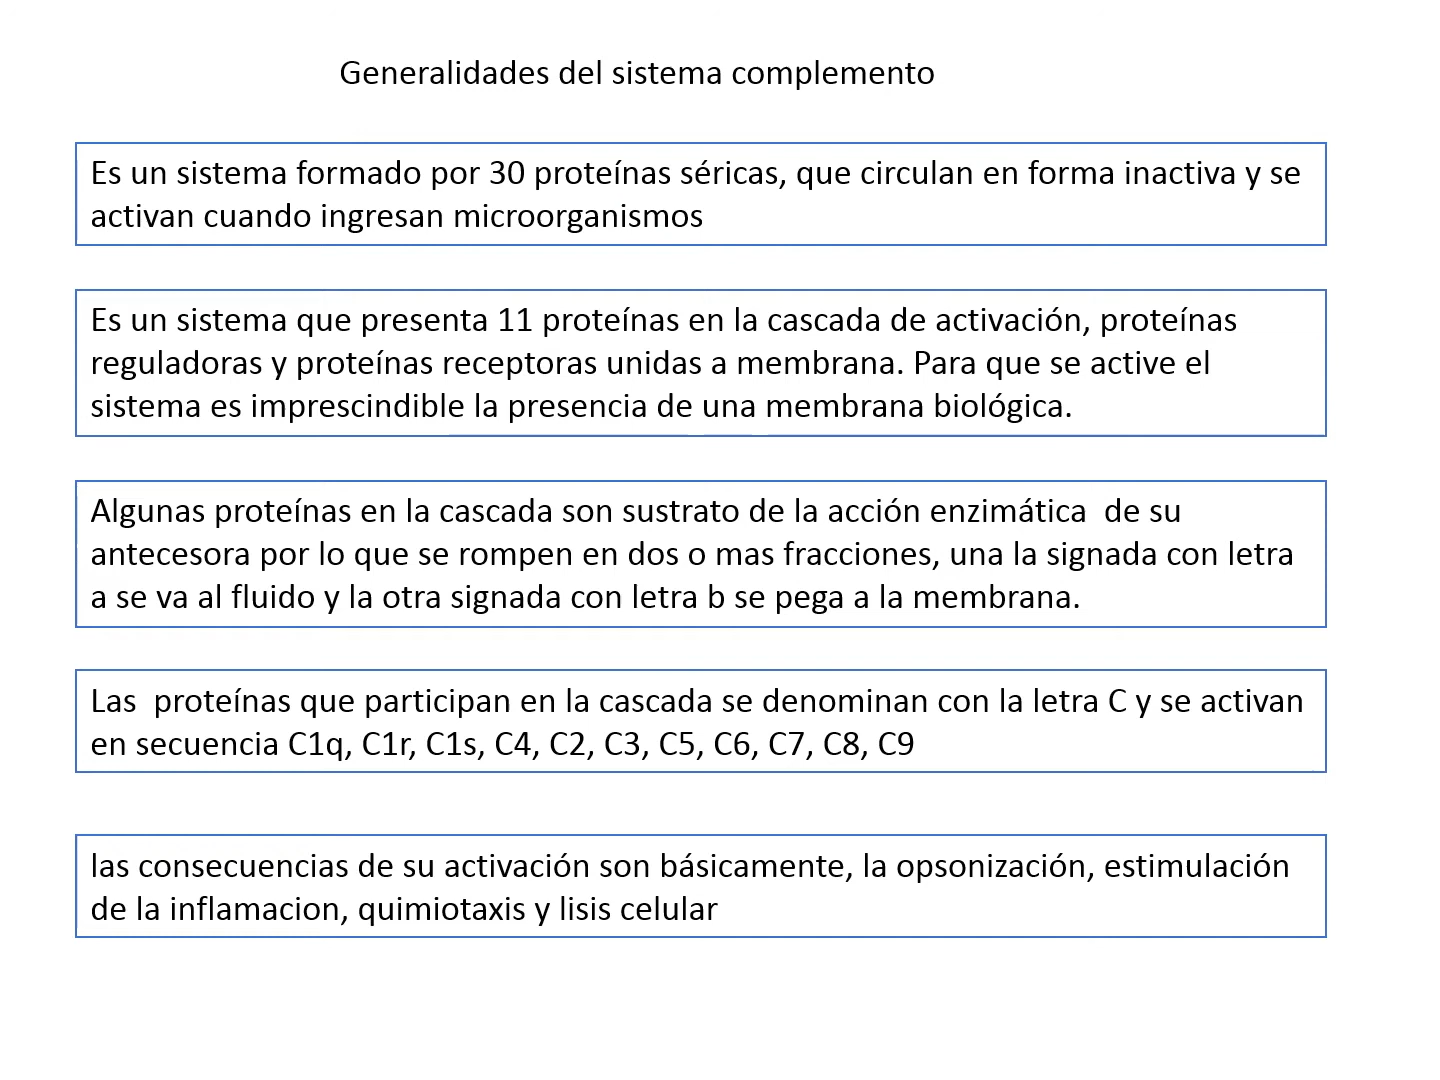 Generalidades del sistema complemento
Es un sistema formado por 30 proteínas séricas, que circulan en forma inactiva y se
activan cuando ingresan microorganismos
Es un sistema que presenta 11 proteínas en la cascada de activación, proteínas
reguladoras y proteínas receptoras unidas a membrana. Para que se active el
sistema es imprescindible la presencia de una membrana biológica.
Algunas proteínas en la cascada son sustrato de la acción enzimática  de su
antecesora por lo que se rompen en dos o mas fracciones, una la signada con letra
a se va al fluido y la otra signada con letra b se pega a la membrana.
Las  proteínas que participan en la cascada se denominan con la letra C y se activan
en secuencia C1q, C1r, C1s, C4, C2, C3, C5, C6, C7, C8, C9
las consecuencias de su activación son básicamente, la opsonización, estimulación
de la inflamacion, quimiotaxis y lisis celular